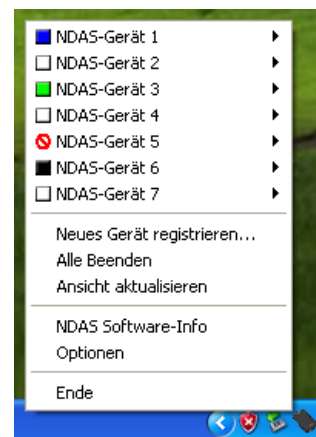 NDAS-Gerät 1
NDAS-Gerät 2
NDAS-Gerät 3
NDAS-Gerät 4
NDAS-Gerät 5
NDAS-Gerät 6
NDAS-Gerät 7
Neues Gerät registrieren...
Alle Beenden
Ansicht aktualisieren
NDAS Software-Info
Optionen
Ende